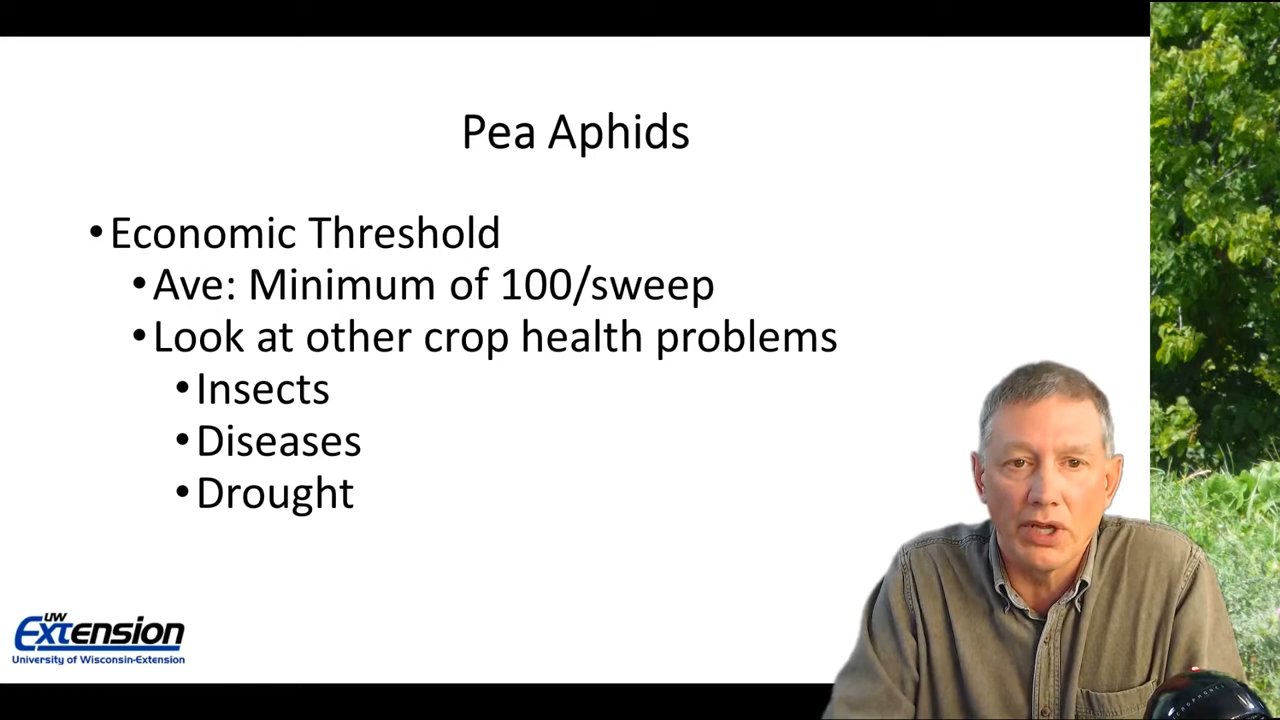 Pea Aphids
•Economic Threshold
•Ave: Minimum of 100/sweep
•Look at other crop health problems
•Insects
•Diseases
•Drought
UW
Extension
University of Wisconsin-Extension